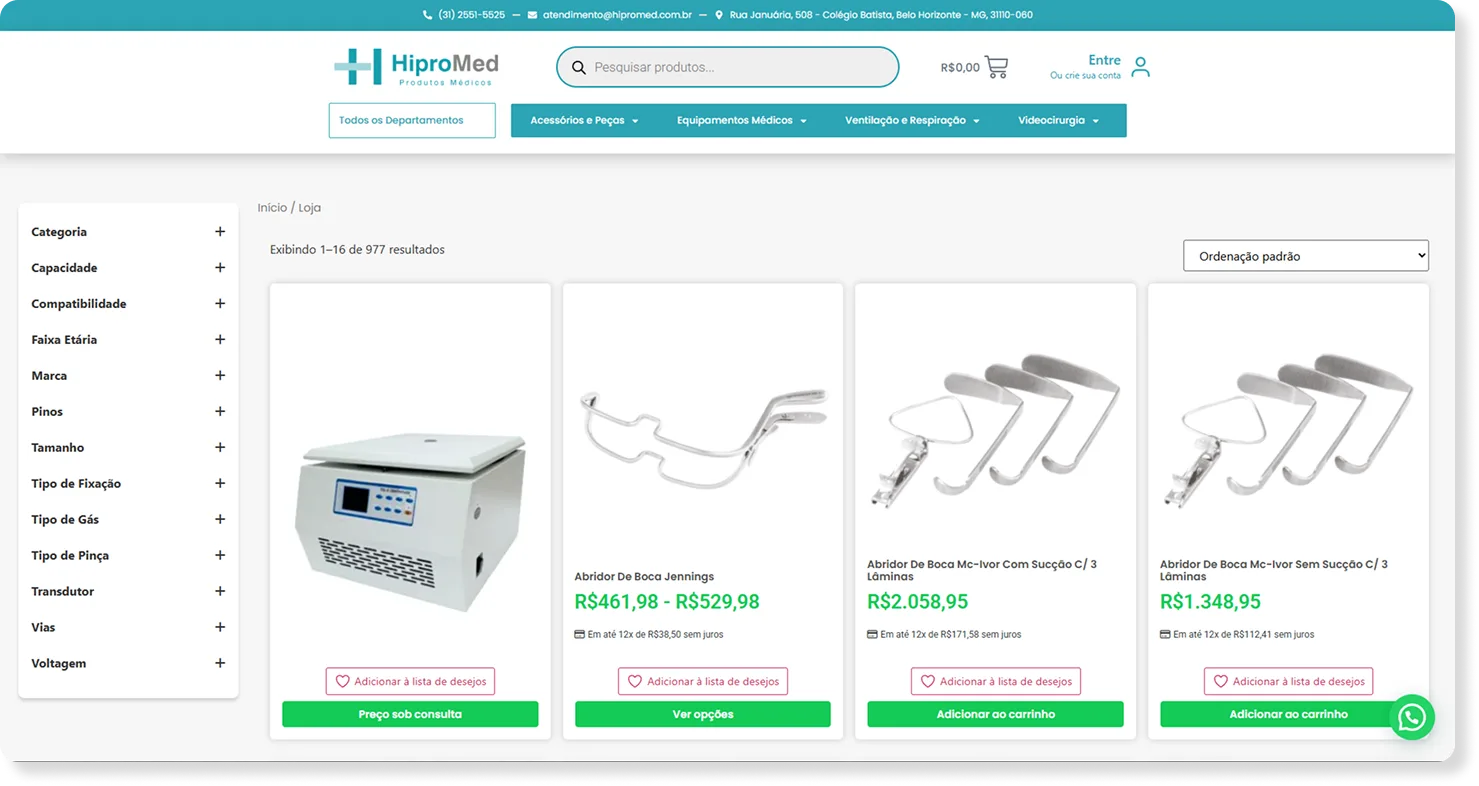 (31) 2551-5525 — atendimento@hipromed.com.br — Rua Januária, 508 - Colégio Batista, Belo Horizonte - MG, 31110-060
HiproMed
Produtos Médicos
Pesquisar produtos...
R$0,00
Entre
Ou crie sua conta
Todos os Departamentos
Acessórios e Peças
Equipamentos Médicos
Ventilação e Respiração
Videocirurgia
Início / Loja
Categoria +
Capacidade +
Compatibilidade +
Faixa Etária +
Marca +
Pinos +
Tamanho +
Tipo de Fixação +
Tipo de Gás +
Tipo de Pinça +
Transdutor +
Vias +
Voltagem +
Exibindo 1–16 de 977 resultados
Ordenação padrão
Adicionar à lista de desejos
Preço sob consulta
Abridor De Boca Jennings
R$461,98 - R$529,98
Em até 12x de R$38,50 sem juros
Adicionar à lista de desejos
Ver opções
Abridor De Boca Mc-Ivor Com Sucção C/ 3
Lâminas
R$2.058,95
Em até 12x de R$171,58 sem juros
Adicionar à lista de desejos
Adicionar ao carrinho
Abridor De Boca Mc-Ivor Sem Sucção C/ 3
Lâminas
R$1.348,95
Em até 12x de R$112,41 sem juros
Adicionar à lista de desejos
Adicionar ao carrinho